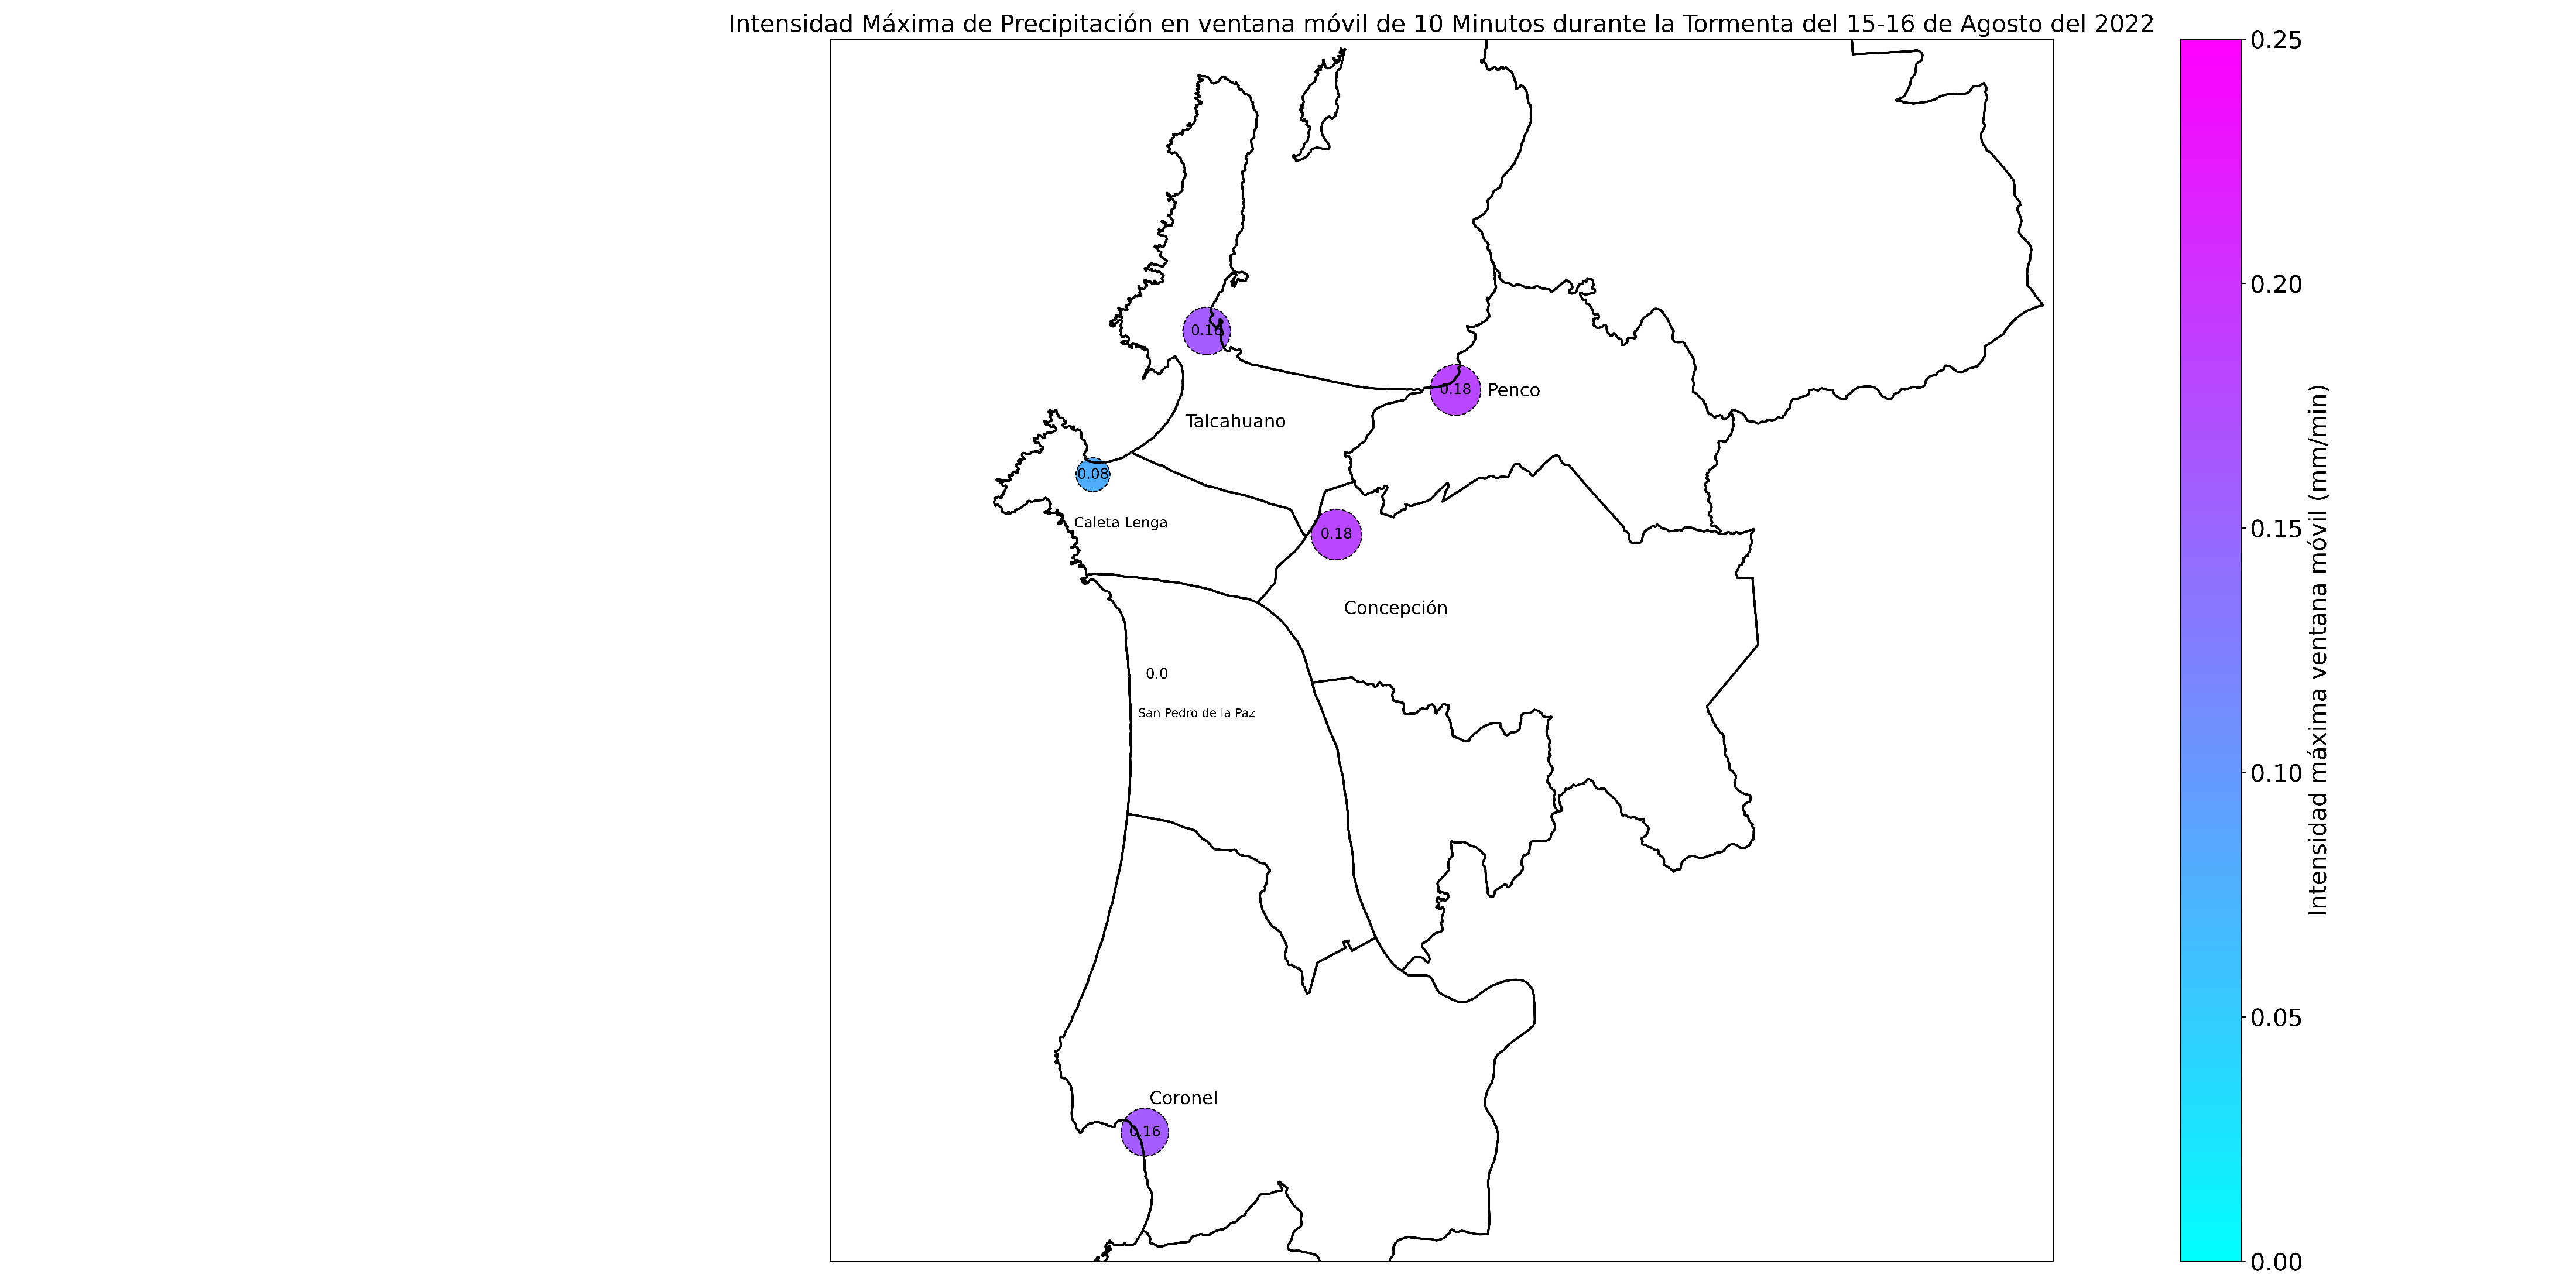 Intensidad Máxima de Precipitación en ventana móvil de 10 Minutos durante la Tormenta del 15-16 de Agosto del 2022
0.16
0.18 Penco
Talcahuano
0.08
Caleta Lenga
0.18
Concepción
0.0
San Pedro de la Paz
Coronel
0.16
0.25
0.20
0.15
0.10
0.05
0.00
Intensidad máxima ventana móvil (mm/min)